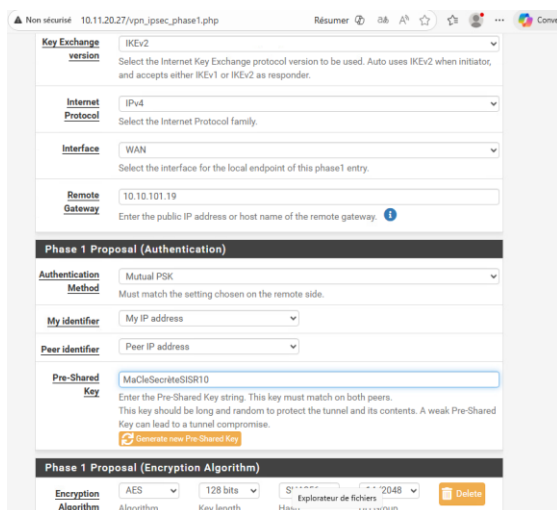 Non sécurisé 10.11.20.27/vpn_ipsec_phase1.php Résumer
Key Exchange version IKEv2
Select the Internet Key Exchange protocol version to be used. Auto uses IKEv2 when initiator,
and accepts either IKEv1 or IKEv2 as responder.
Internet Protocol IPv4
Select the Internet Protocol family.
Interface WAN
Select the interface for the local endpoint of this phase1 entry.
Remote Gateway 10.10.101.19
Enter the public IP address or host name of the remote gateway.
Phase 1 Proposal (Authentication)
Authentication Method Mutual PSK
Must match the setting chosen on the remote side.
My identifier My IP address
Peer identifier Peer IP address
Pre-Shared Key MaCleSecrèteSISR10
Enter the Pre-Shared Key string. This key must match on both peers.
This key should be long and random to protect the tunnel and its contents. A weak Pre-Shared
Key can lead to a tunnel compromise.
Generate new Pre-Shared Key
Phase 1 Proposal (Encryption Algorithm)
Encryption Algorithm AES 128 bits Delete
Explorateur de fichiers
Algorithm Key length